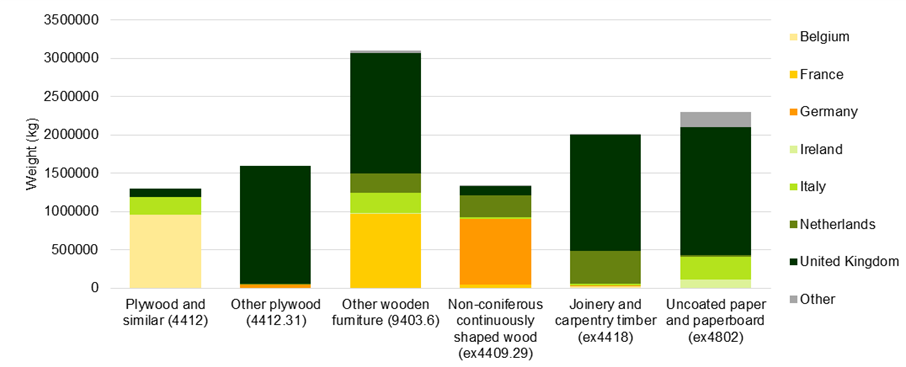 3500000
3000000
2500000
2000000
1500000
1000000
500000
0
Weight (kg)
Plywood and
similar (4412)
Other plywood
(4412.31)
Other wooden
furniture (9403.6)
Non-coniferous
continuously
shaped wood
(ex4409.29)
Joinery and
carpentry timber
(ex4418)
Uncoated paper
and paperboard
(ex4802)
Belgium
France
Germany
Ireland
Italy
Netherlands
United Kingdom
Other